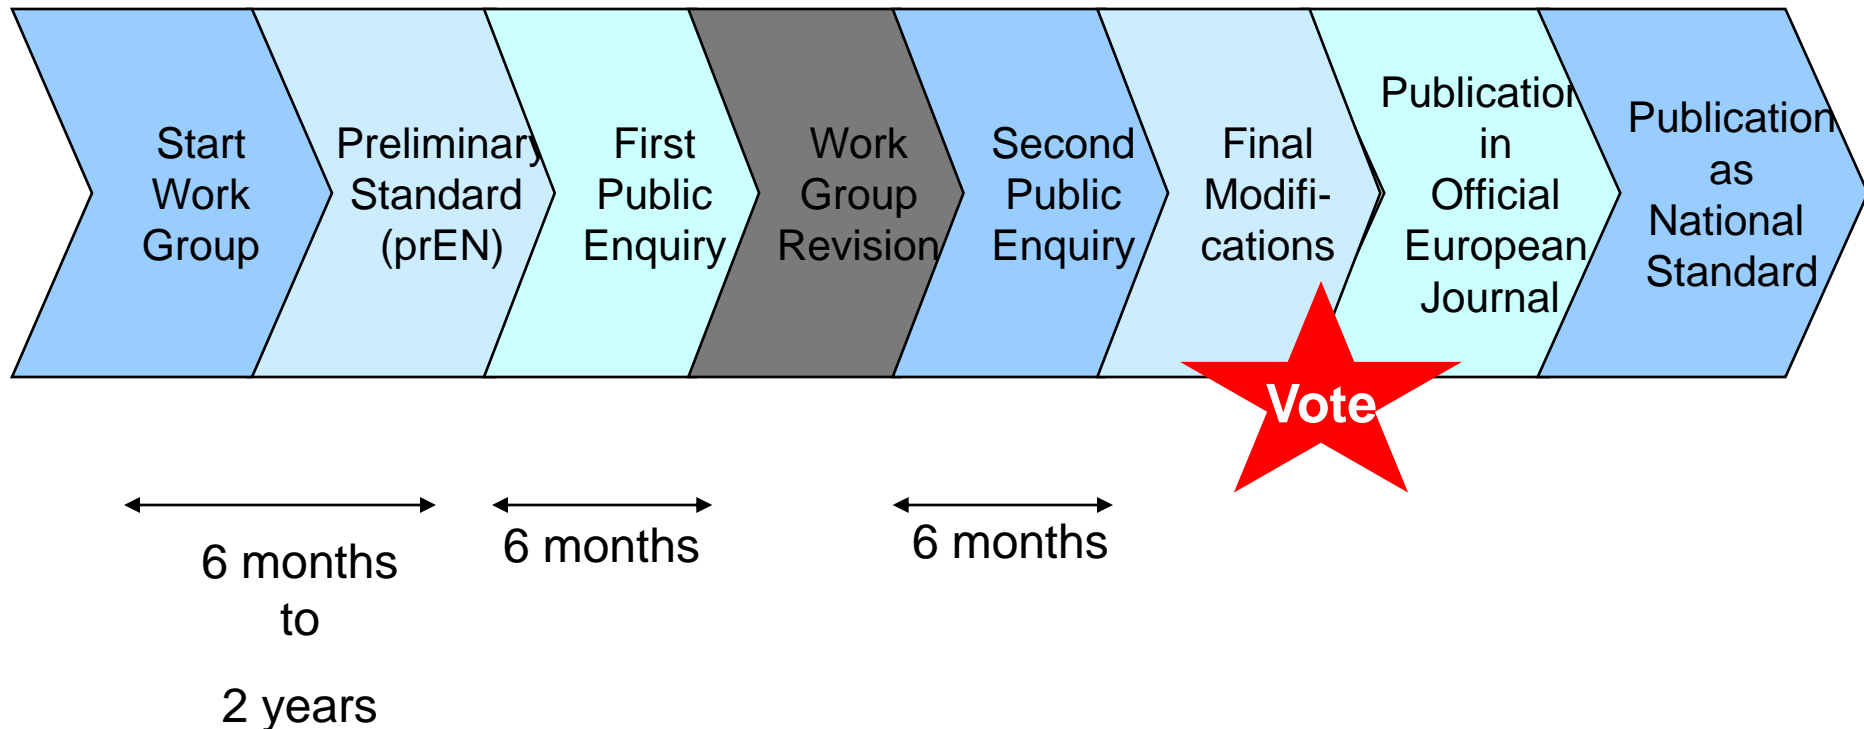 Start
Work
Group
Preliminary
Standard
(prEN)
First
Public
Enquiry
Work
Group
Revision
Second
Public
Enquiry
Final
Modifi-
cations
Publication
in
Official
European
Journal
Publication
as
National
Standard
Vote
6 months
to
2 years
6 months
6 months